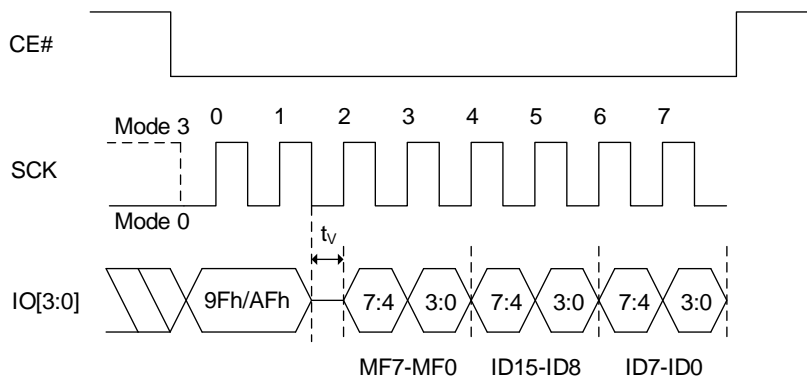 CE#
0 1 2 3 4 5 6 7
Mode 3
SCK
Mode 0
tV
IO[3:0]
9Fh/AFh 7:4 3:0 7:4 3:0 7:4 3:0
MF7-MF0 ID15-ID8 ID7-ID0